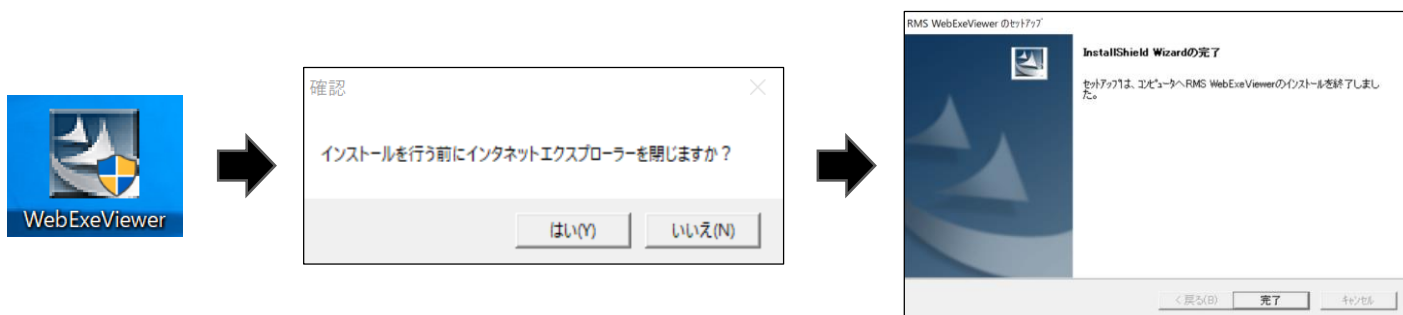 WebExeViewer
確認
インストールを行う前にインタネットエクスプローラーを閉じますか？
はい(Y)
いいえ(N)
RMS WebExeViewer のセットアップ
InstallShield Wizardの完了
セットアップは、コンピュータへRMS WebExeViewerのインストールを終了しまし
た。
< 戻る(B)
完了
キャンセル